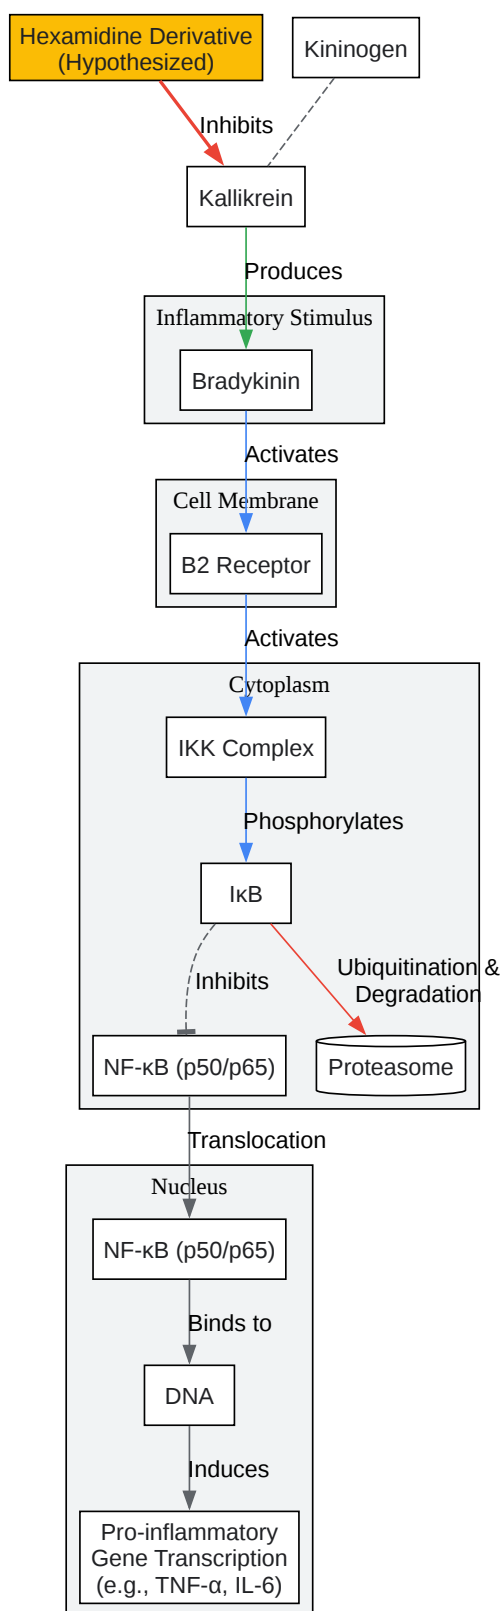 Hexamidine Derivative
(Hypothesized)
Kininogen
Inhibits
Kallikrein
Produces
Inflammatory Stimulus
Bradykinin
Activates
Cell Membrane
B2 Receptor
Activates
Cytoplasm
IKK Complex
Phosphorylates
IκB
Inhibits
Ubiquitination &
Degradation
NF-κB (p50/p65)
Proteasome
Translocation
Nucleus
NF-κB (p50/p65)
Binds to
DNA
Induces
Pro-inflammatory
Gene Transcription
(e.g., TNF-α, IL-6)